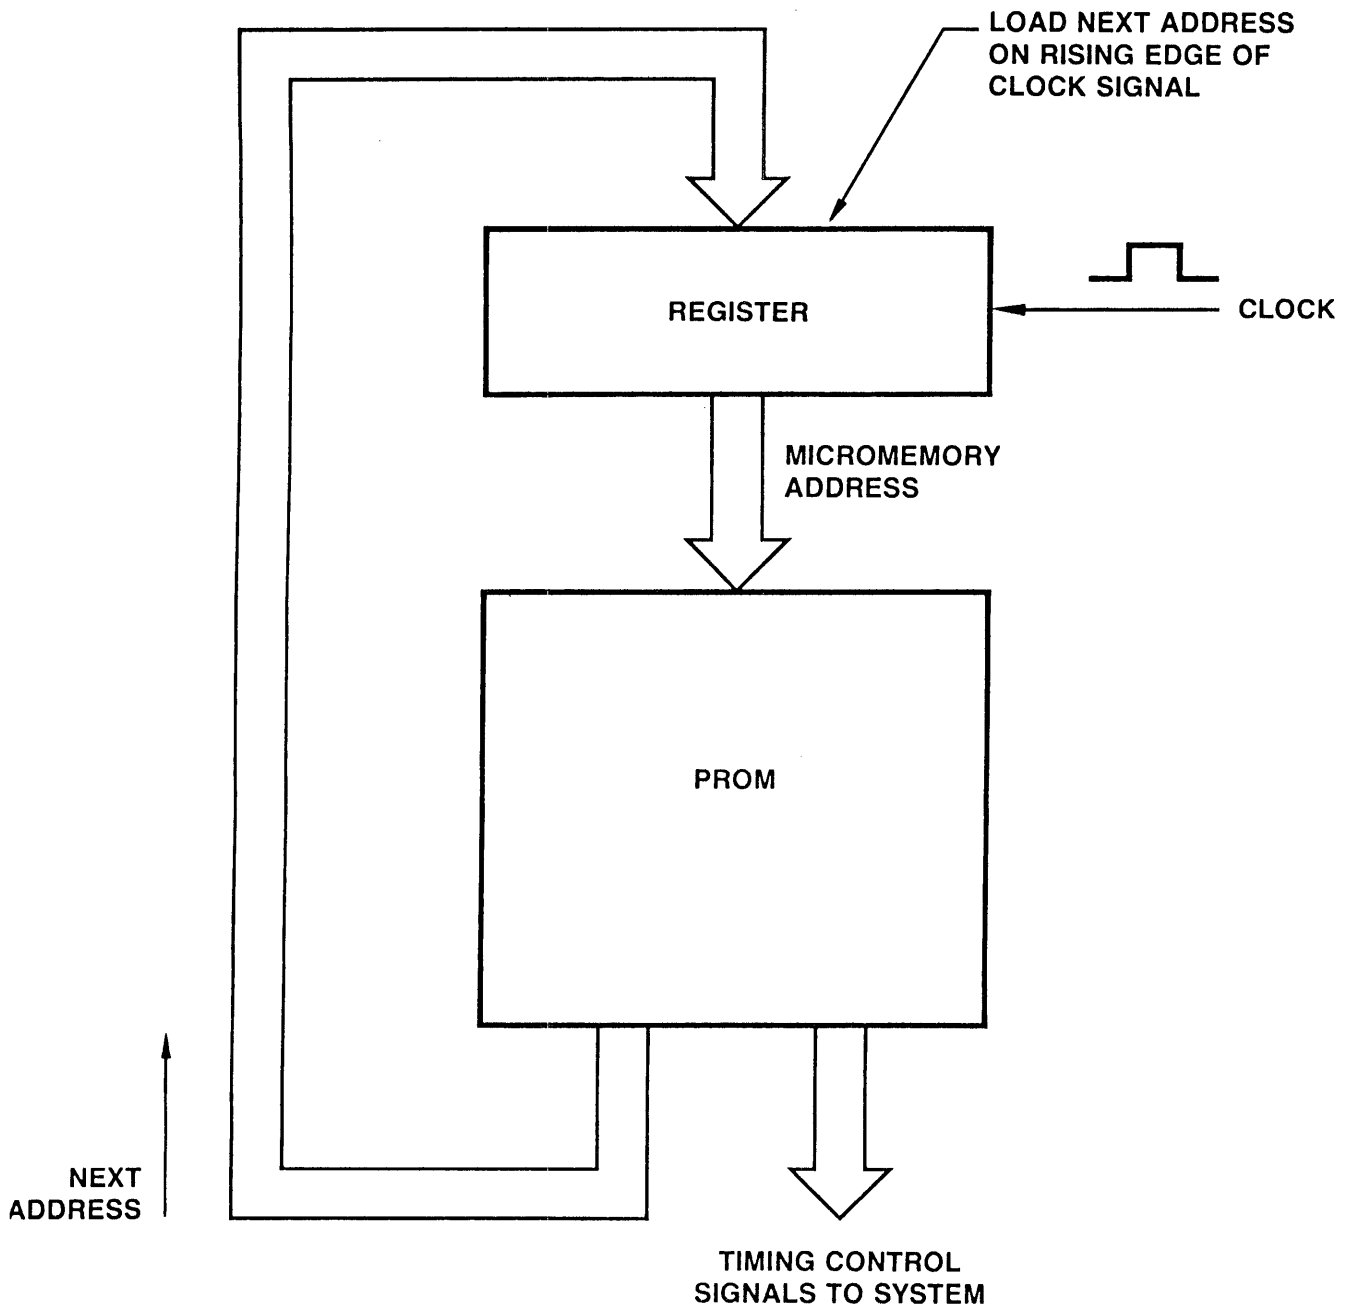 LOAD NEXT ADDRESS
ON RISING EDGE OF
CLOCK SIGNAL
REGISTER
CLOCK
MICROMEMORY
ADDRESS
PROM
NEXT
ADDRESS
TIMING CONTROL
SIGNALS TO SYSTEM